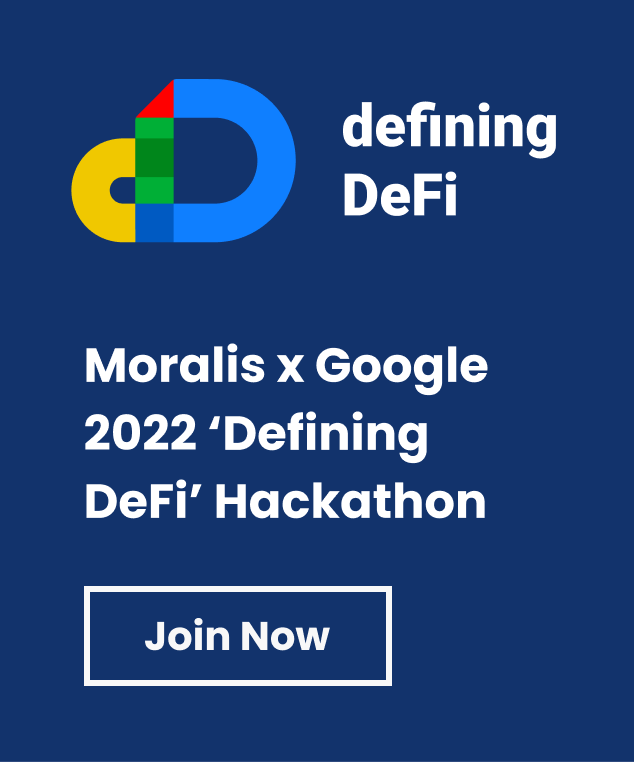 defining
DeFi
Moralis x Google
2022 ‘Defining
DeFi’ Hackathon
Join Now